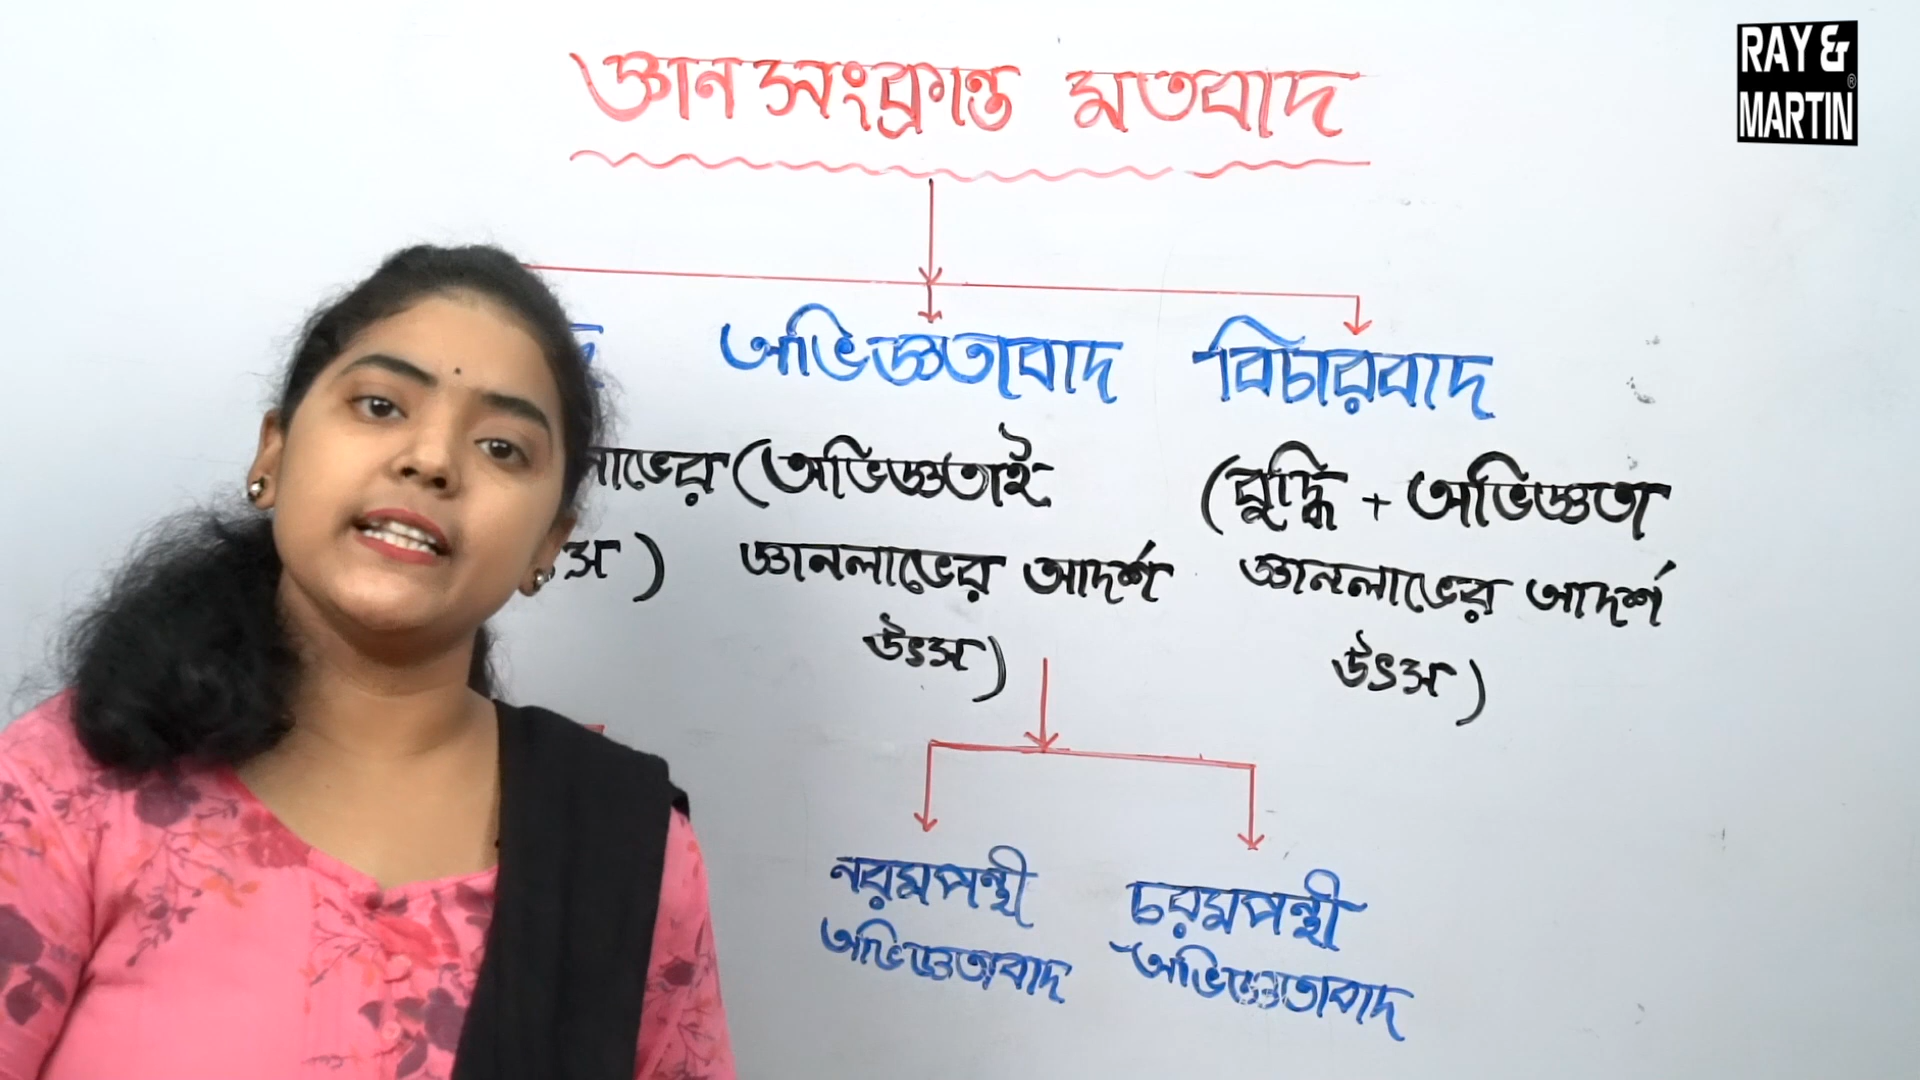 RAY &
MARTIN
জ্ঞানসংক্রান্ত মতবাদ
অভিজ্ঞতাবাদ
বিচারবাদ
লাভের (অভিজ্ঞতাই
জ্ঞানলাভের আদর্শ
উৎস)
(বুদ্ধি + অভিজ্ঞতা
জ্ঞানলাভের আদর্শ
উৎস)
নরমপন্থী
অভিজ্ঞতাবাদ
চরমপন্থী
অভিজ্ঞতাবাদ